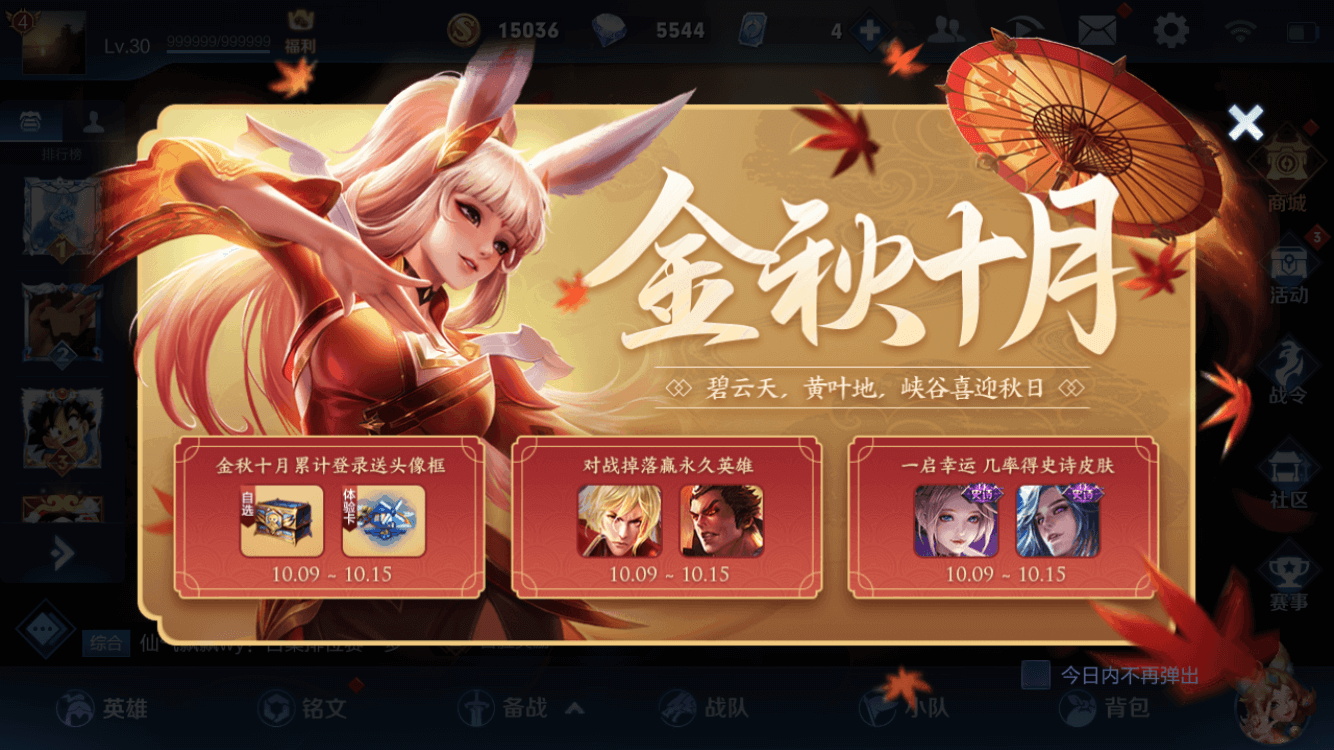 4
Lv.30
999999/999999
福利
15036
5544
4
排行榜
1
2
3
金秋十月
碧云天，黄叶地，峡谷喜迎秋日
金秋十月累计登录送头像框
自选
体验卡
10.09 ~ 10.15
对战掉落赢永久英雄
10.09 ~ 10.15
一启幸运 几率得史诗皮肤
史诗
史诗
10.09 ~ 10.15
商城
3
活动
战令
社区
赛事
综合
今日内不再弹出
英雄
铭文
备战
战队
小队
背包